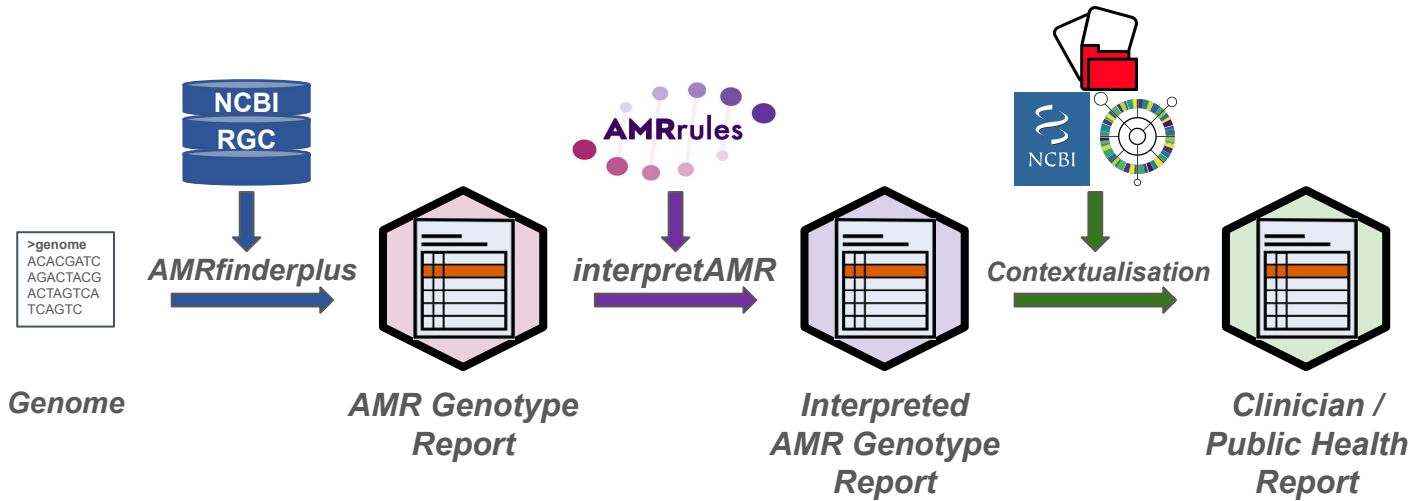 NCBI
RGC
AMRrules
NCBI
>genome
ACACGATC
AGACTACG
ACTAGTCA
TCAGTC
AMRfinderplus
interpretAMR
Contextualisation
Genome
AMR Genotype
Report
Interpreted
AMR Genotype
Report
Clinician /
Public Health
Report